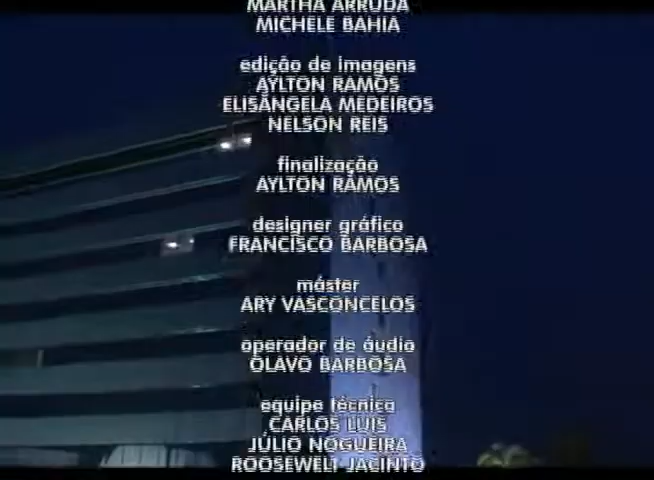 MARTHA ARRUDA
MICHELE BAHIA
edição de imagens
AYLTON RAMOS
ELISÂNGELA MEDEIROS
NELSON REIS
finalização
AYLTON RAMOS
designer gráfico
FRANCISCO BARBOSA
máster
ARY VASCONCELOS
operador de áudio
OLAVO BARBOSA
equipe técnica
CARLOS LUIS
JÚLIO NOGUEIRA
ROOSEWELT JACINTO